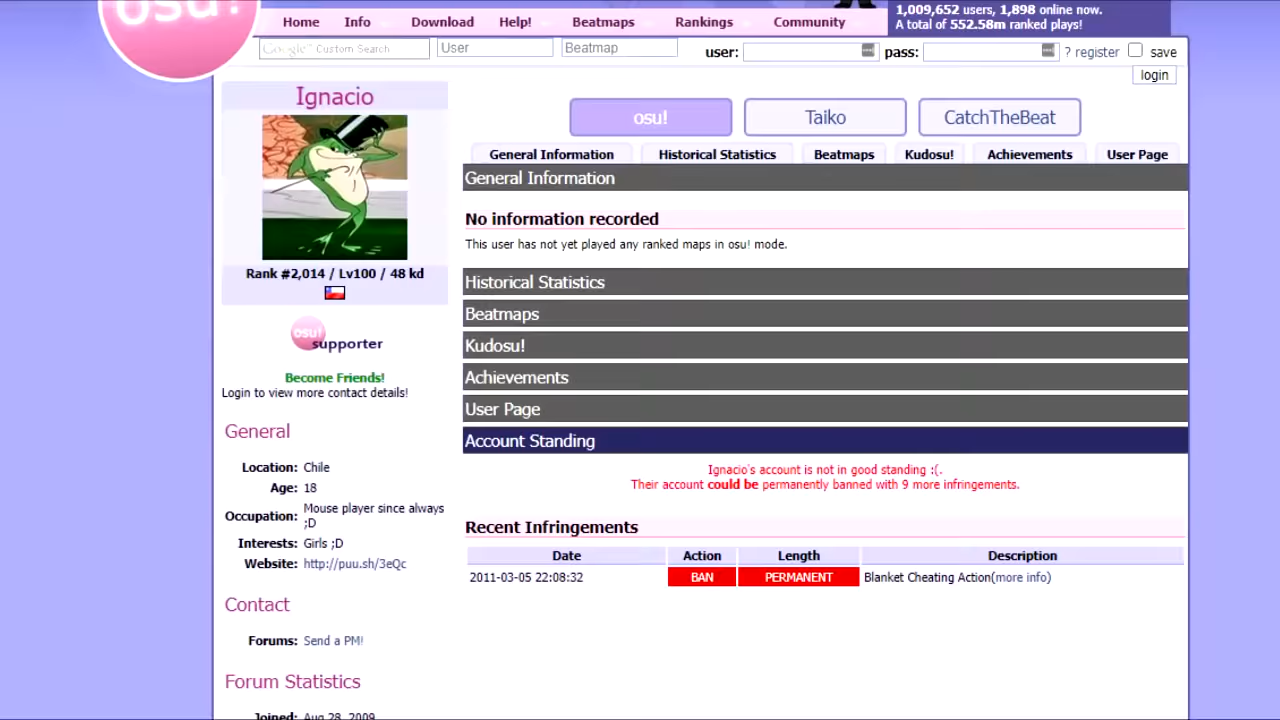 osu!
Home Info Download Help! Beatmaps Rankings Community
1,009,652 users, 1,898 online now.
A total of 552.58m ranked plays!
Google™ Custom Search User Beatmap user: pass: ? register save
login
Ignacio
osu! Taiko CatchTheBeat
General Information Historical Statistics Beatmaps Kudosu! Achievements User Page
General Information
No information recorded
This user has not yet played any ranked maps in osu! mode.
Rank #2,014 / Lv100 / 48 kd
Historical Statistics
Beatmaps
osu!
supporter
Kudosu!
Become Friends!
Login to view more contact details!
Achievements
User Page
General
Account Standing
Location: Chile
Ignacio's account is not in good standing :(.
Their account could be permanently banned with 9 more infringements.
Age: 18
Occupation: Mouse player since always
;D
Interests: Girls ;D
Website: http://puu.sh/3eQc
Recent Infringements
Date Action Length Description
2011-03-05 22:08:32 BAN PERMANENT Blanket Cheating Action(more info)
Contact
Forums: Send a PM!
Forum Statistics
Joined: Aug 28, 2009